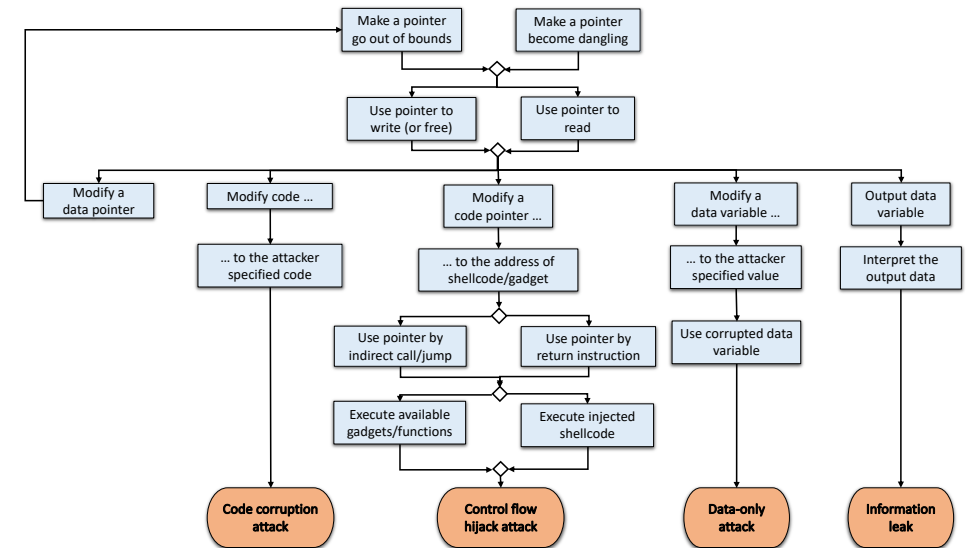 Make a pointer
go out of bounds
Make a pointer
become dangling
Use pointer to
write (or free)
Use pointer to
read
Modify a
data pointer
Modify code ...
Modify a
code pointer ...
Modify a
data variable ...
Output data
variable
... to the attacker
specified code
... to the address of
shellcode/gadget
... to the attacker
specified value
Interpret the
output data
Use pointer by
indirect call/jump
Use pointer by
return instruction
Use corrupted data
variable
Execute available
gadgets/functions
Execute injected
shellcode
Code corruption
attack
Control flow
hijack attack
Data-only
attack
Information
leak